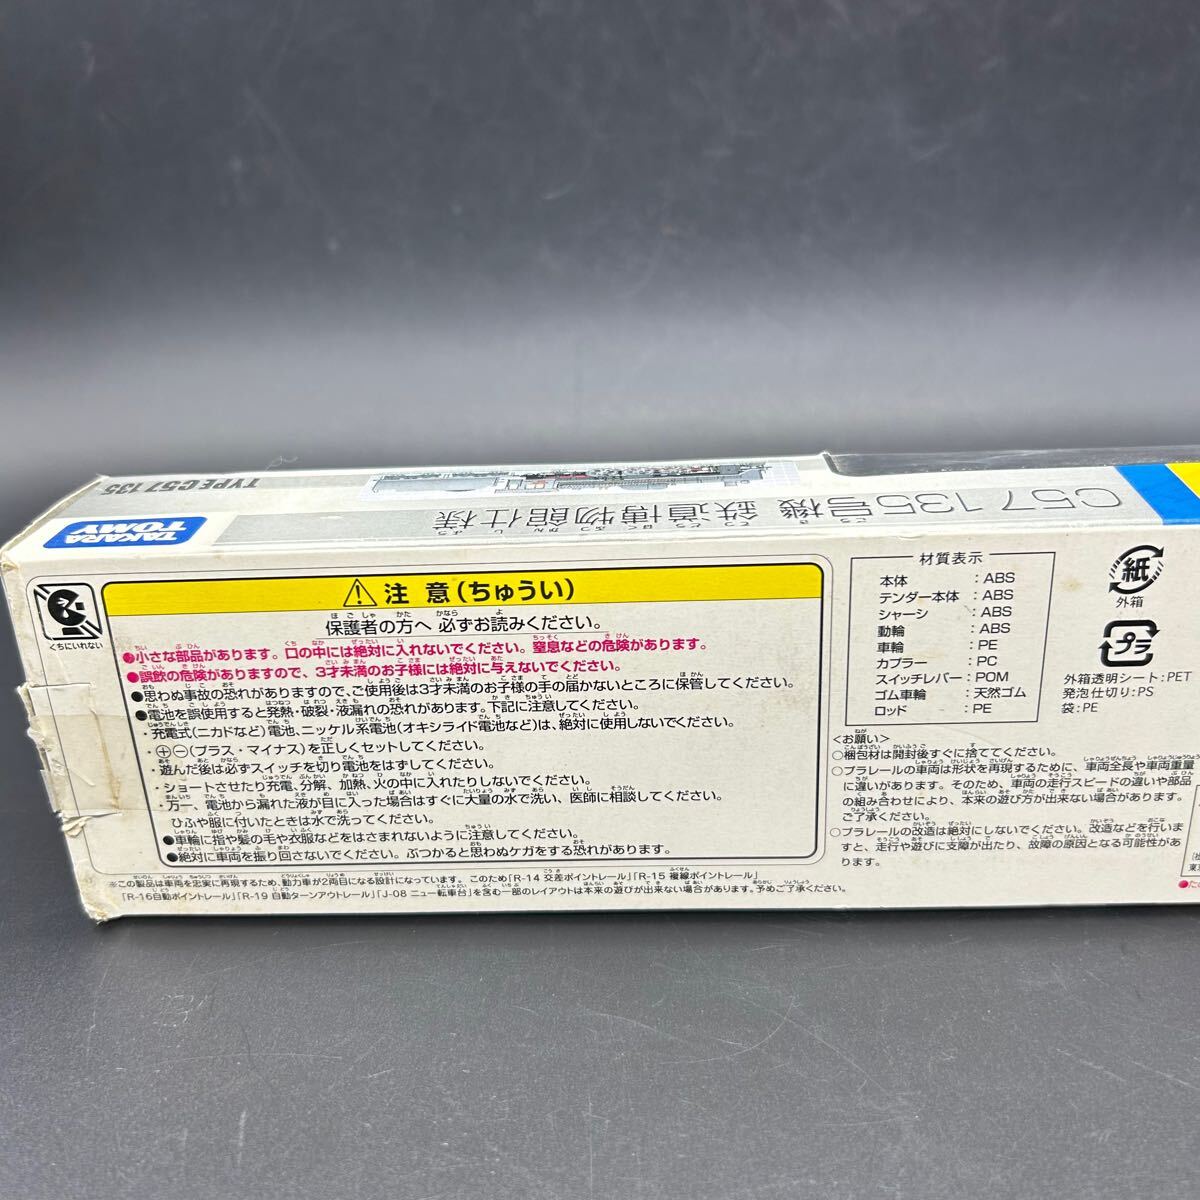 TYPE C57 135
TAKARA TOMY
C57 135号機 鉄道博物館仕様
くちにいれない
注 意(ちゅうい)
保護者の方へ 必ずお読みください。
●小さな部品があります。口の中には絶対に入れないでください。窒息などの危険があります。
●誤飲の危険がありますので、3才未満のお子様には絶対に与えないでください。
●思わぬ事故の恐れがありますので、ご使用後は3才未満のお子様の手の届かないところに保管してください。
●電池を誤使用すると発熱・破裂・液漏れの恐れがあります。下記に注意してください。
・充電式(ニカドなど)電池、ニッケル系電池(オキシライド電池など)は、絶対に使用しないでください。
・⊕⊖(プラス・マイナス)を正しくセットしてください。
・遊んだ後は必ずスイッチを切り電池をはずしてください。
・ショートさせたり充電、分解、加熱、火の中に入れたりしないでください。
・万一、電池から漏れた液が目に入った場合はすぐに大量の水で洗い、医師に相談してください。
ひふや服に付いたときは水で洗ってください。
●車輪に指や髪の毛や衣服などをはさまれないように注意してください。
●絶対に車両を振り回さないでください。ぶつかると思わぬケガをする恐れがあります。
※この製品は車両を忠実に再現するため、動力車が2両目になる設計になっています。このため「R-14 交差ポイントレール」「R-15 複線ポイントレール」
「R-16自動ポイントレール」「R-19 自動ターンアウトレール」「J-08 ニュー転車台」を含む一部のレイアウトは本来の遊びが出来ない場合があります。予めご了承ください。
材質表示
本体 : ABS
テンダー本体 : ABS
シャーシ : ABS
動輪 : ABS
車輪 : PE
カプラー : PC
スイッチレバー : POM
ゴム車輪 : 天然ゴム
ロッド : PE
紙
外箱
プラ
外箱透明シート:PET
発泡仕切り:PS
袋:PE
<お願い>
○梱包材は開封後すぐに捨ててください。
○プラレールの車両は形状を再現するために、車両全長や車両重量
に違いがあります。そのため、車両の走行スピードの違いや部品
の組み合わせにより、本来の遊び方が出来ない場合があります。
ご了承ください。
○プラレールの改造は絶対にしないでください。改造などを行いま
すと、走行や遊びに支障が出たり、故障の原因となる可能性があ
ります。